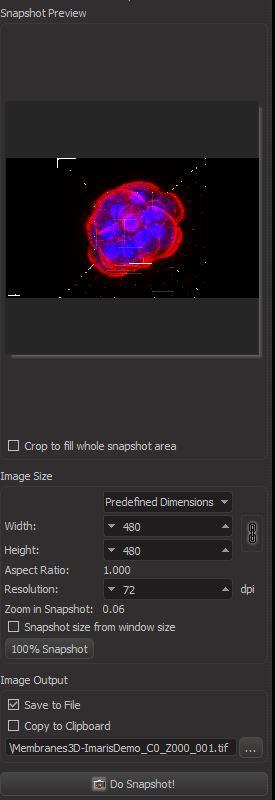 Snapshot Preview
Crop to fill whole snapshot area
Image Size
Predefined Dimensions
Width: 480
Height: 480
Aspect Ratio: 1.000
Resolution: 72 dpi
Zoom in Snapshot: 0.06
Snapshot size from window size
100% Snapshot
Image Output
Save to File
Copy to Clipboard
\Membranes3D-ImarisDemo_C0_Z000_001.tif ...
Do Snapshot!